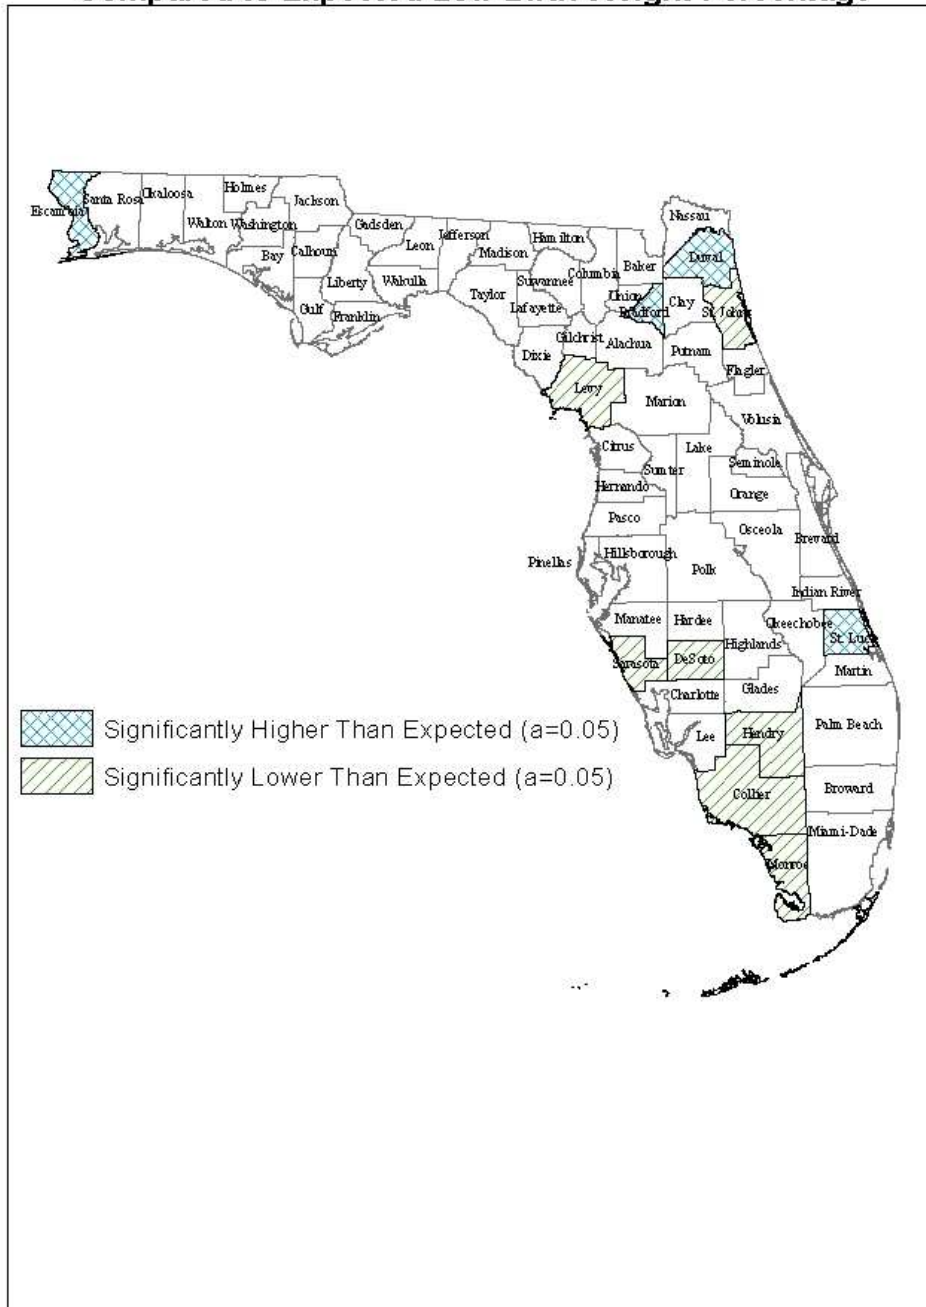 Compared to Expected Low Birth Weight Percentage
Escambia
Santa Rosa
Okaloosa
Holmes
Walton
Washington
Jackson
Bay
Calhoun
Gulf
Liberty
Franklin
Gadsden
Leon
Wakulla
Jefferson
Madison
Taylor
Hamilton
Suwannee
Lafayette
Columbia
Dixie
Gilchrist
Baker
Union
Bradford
Alachua
Nassau
Duval
Clay
St. Johns
Putnam
Flagler
Levy
Marion
Volusia
Citrus
Sumter
Lake
Seminole
Hernando
Orange
Pasco
Osceola
Brevard
Pinellas
Hillsborough
Polk
Indian River
Manatee
Hardee
Okeechobee
Highlands
St. Luc
Sarasota
DeSoto
Martin
Charlotte
Glades
Significantly Higher Than Expected (a=0.05)
Lee
Hendry
Palm Beach
Significantly Lower Than Expected (a=0.05)
Collier
Broward
Miami-Dade
Monroe